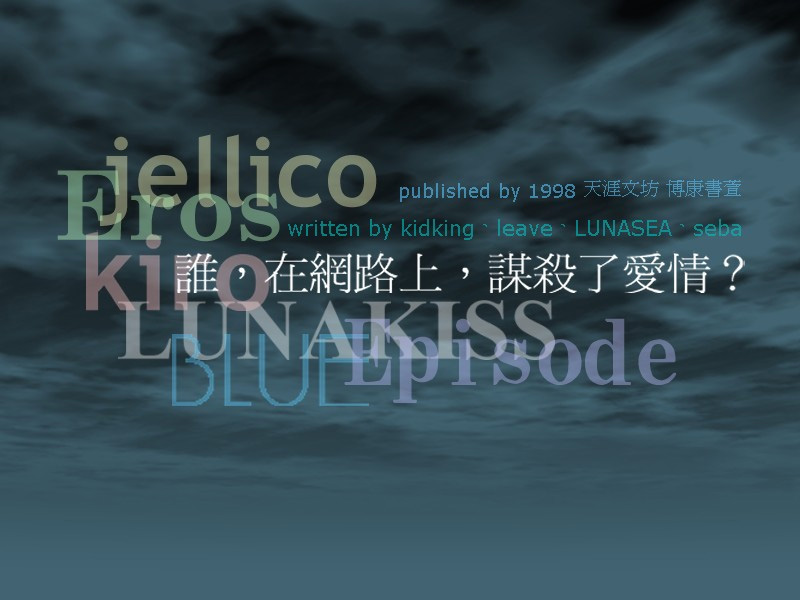 jellico
published by 1998 天涯文坊 博康書萱
Eros
written by kidking、leave、LUNASEA、seba
kiro
誰，在網路上，謀殺了愛情？
LUNAKISS
BLUE
Episode